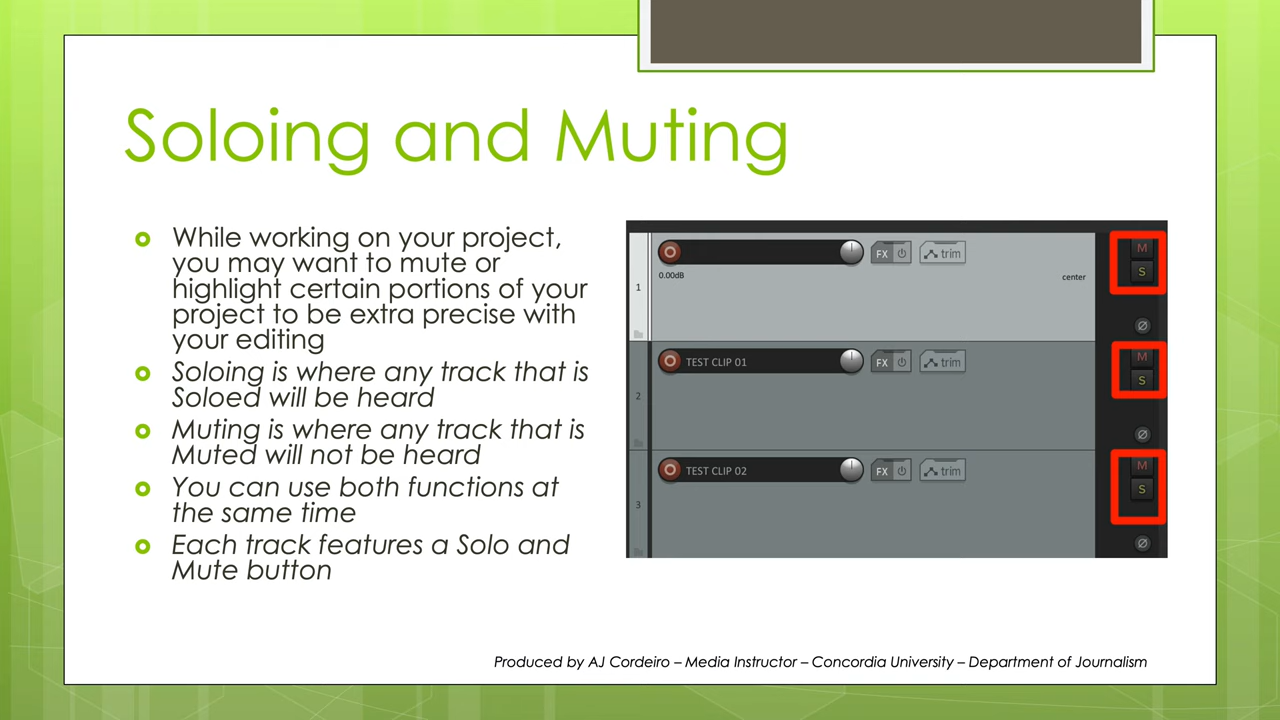 Soloing and Muting
While working on your project,
you may want to mute or
highlight certain portions of your
project to be extra precise with
your editing
Soloing is where any track that is
Soloed will be heard
Muting is where any track that is
Muted will not be heard
You can use both functions at
the same time
Each track features a Solo and
Mute button
FX
trim
M
0.00dB
center
S
1
TEST CLIP 01
FX
trim
M
S
2
TEST CLIP 02
FX
trim
M
S
3
Produced by AJ Cordeiro – Media Instructor – Concordia University – Department of Journalism